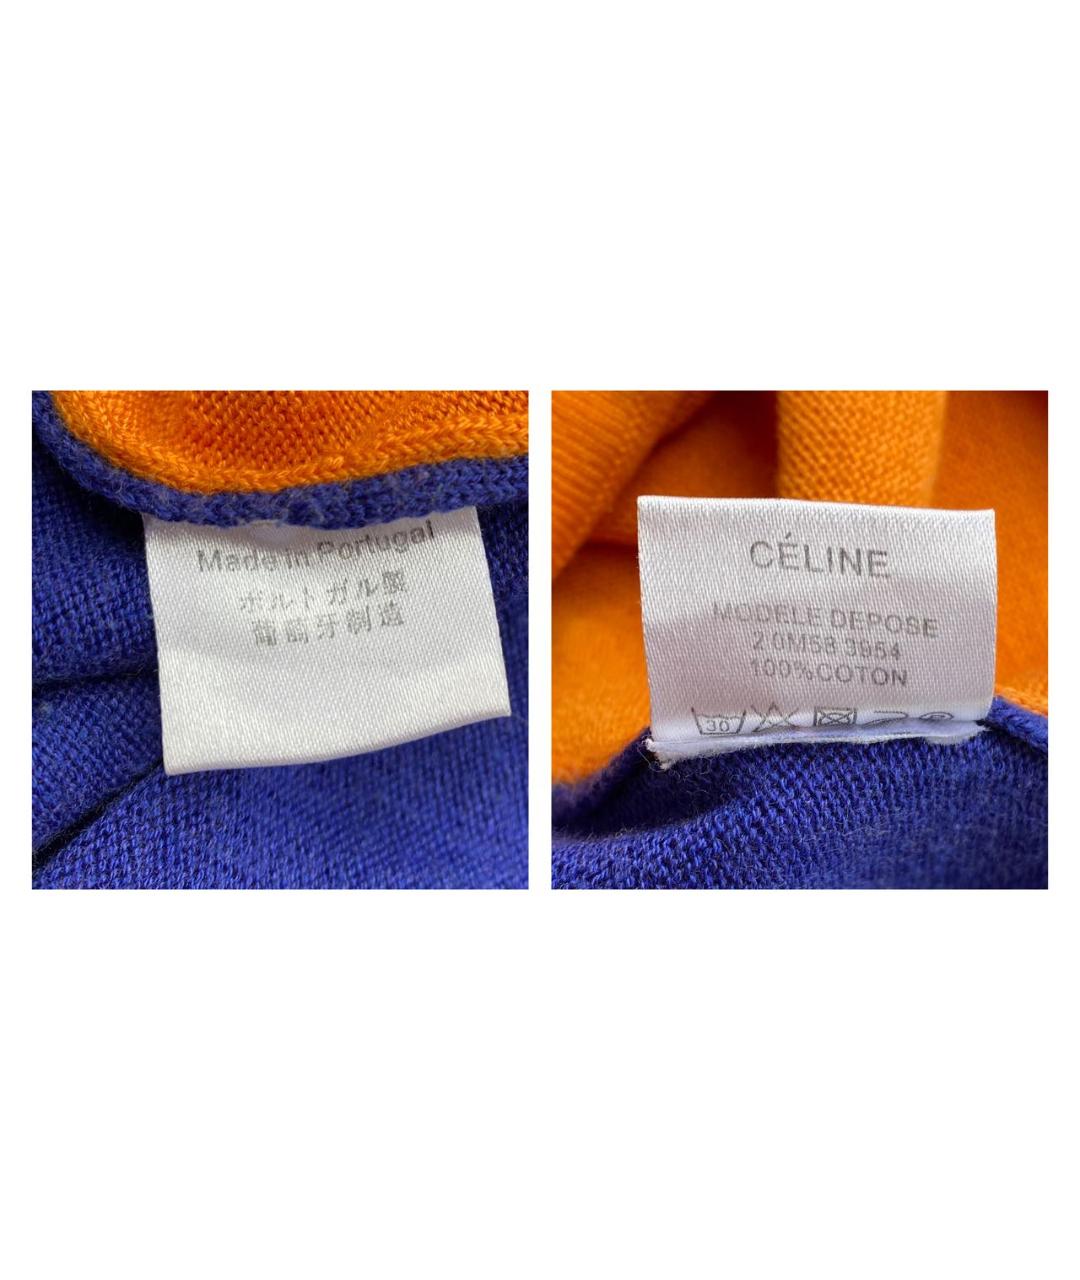 Made in Portugal
ポルトガル製
葡萄牙制造
CÉLINE
MODELE DEPOSE
2 0M58 3954
100%COTON
30